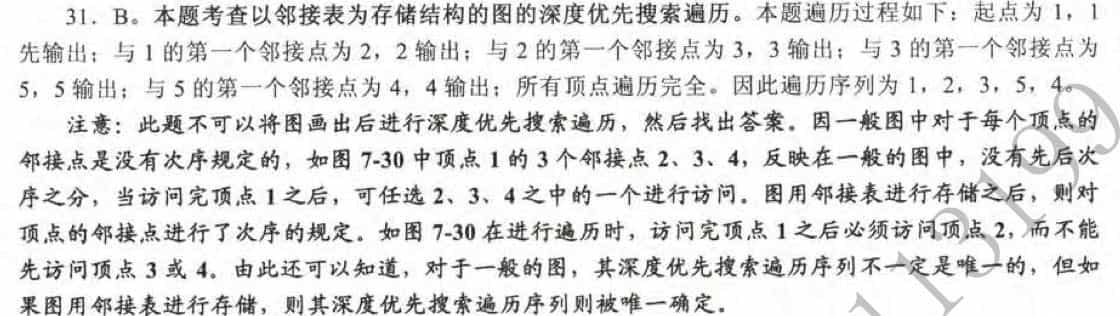 31．B。本题考查以邻接表为存储结构的图的深度优先搜索遍历。本题遍历过程如下：起点为 1，1
先输出；与 1 的第一个邻接点为 2，2 输出；与 2 的第一个邻接点为 3，3 输出；与 3 的第一个邻接点为
5，5 输出；与 5 的第一个邻接点为 4，4 输出；所有顶点遍历完全。因此遍历序列为 1，2，3，5，4。
注意：此题不可以将图画出后进行深度优先搜索遍历，然后找出答案。因一般图中对于每个顶点的
邻接点是没有次序规定的，如图 7-30 中顶点 1 的 3 个邻接点 2、3、4，反映在一般的图中，没有先后次
序之分，当访问完顶点 1 之后，可任选 2、3、4 之中的一个进行访问。图用邻接表进行存储之后，则对
顶点的邻接点进行了次序的规定。如图 7-30 在进行遍历时，访问完顶点 1 之后必须访问顶点 2，而不能
先访问顶点 3 或 4。由此还可以知道，对于一般的图，其深度优先搜索遍历序列不一定是唯一的，但如
果图用邻接表进行存储，则其深度优先搜索遍历序列则被唯一确定。
113199